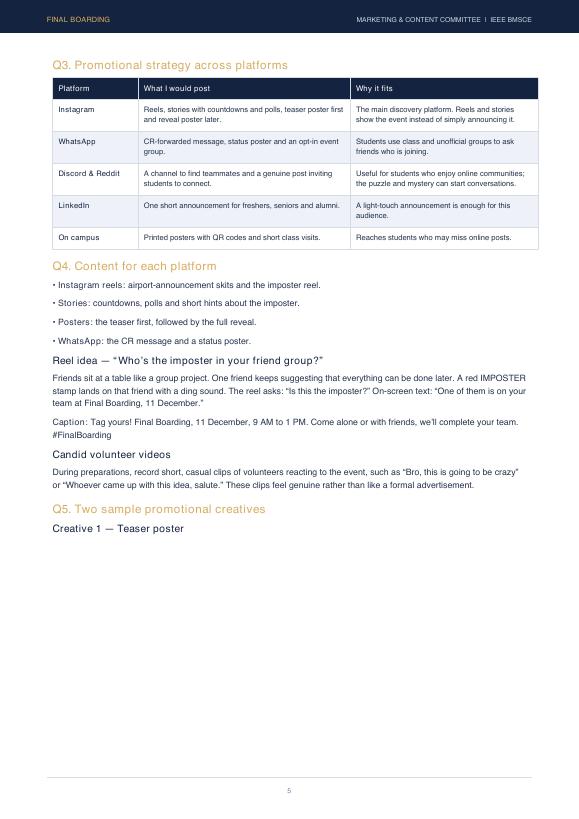 FINAL BOARDING
MARKETING & CONTENT COMMITTEE | IEEE BMSCE
Q3. Promotional strategy across platforms
Platform What I would post Why it fits
Instagram Reels, stories with countdowns and polls, teaser poster first The main discovery platform. Reels and stories
and reveal poster later. show the event instead of simply announcing it.
WhatsApp CR-forwarded message, status poster and an opt-in event Students use class and unofficial groups to ask
group. friends who is joining.
Discord & Reddit A channel to find teammates and a genuine post inviting Useful for students who enjoy online communities;
students to connect. the puzzle and mystery can start conversations.
LinkedIn One short announcement for freshers, seniors and alumni. A light-touch announcement is enough for this
audience.
On campus Printed posters with QR codes and short class visits. Reaches students who may miss online posts.
Q4. Content for each platform
• Instagram reels: airport-announcement skits and the imposter reel.
• Stories: countdowns, polls and short hints about the imposter.
• Posters: the teaser first, followed by the full reveal.
• WhatsApp: the CR message and a status poster.
Reel idea — “Who’s the imposter in your friend group?”
Friends sit at a table like a group project. One friend keeps suggesting that everything can be done later. A red IMPOSTER
stamp lands on that friend with a ding sound. The reel asks: “Is this the imposter?” On-screen text: “One of them is on your
team at Final Boarding, 11 December.”
Caption: Tag yours! Final Boarding, 11 December, 9 AM to 1 PM. Come alone or with friends, we’ll complete your team.
#FinalBoarding
Candid volunteer videos
During preparations, record short, casual clips of volunteers reacting to the event, such as “Bro, this is going to be crazy”
or “Whoever came up with this idea, salute.” These clips feel genuine rather than like a formal advertisement.
Q5. Two sample promotional creatives
Creative 1 — Teaser poster
5